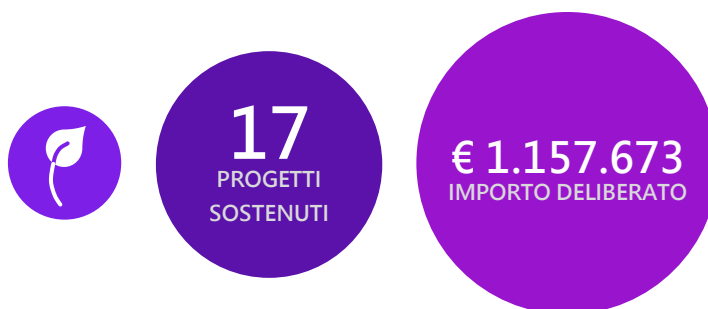 17
PROGETTI
SOSTENUTI
€ 1.157.673
IMPORTO DELIBERATO